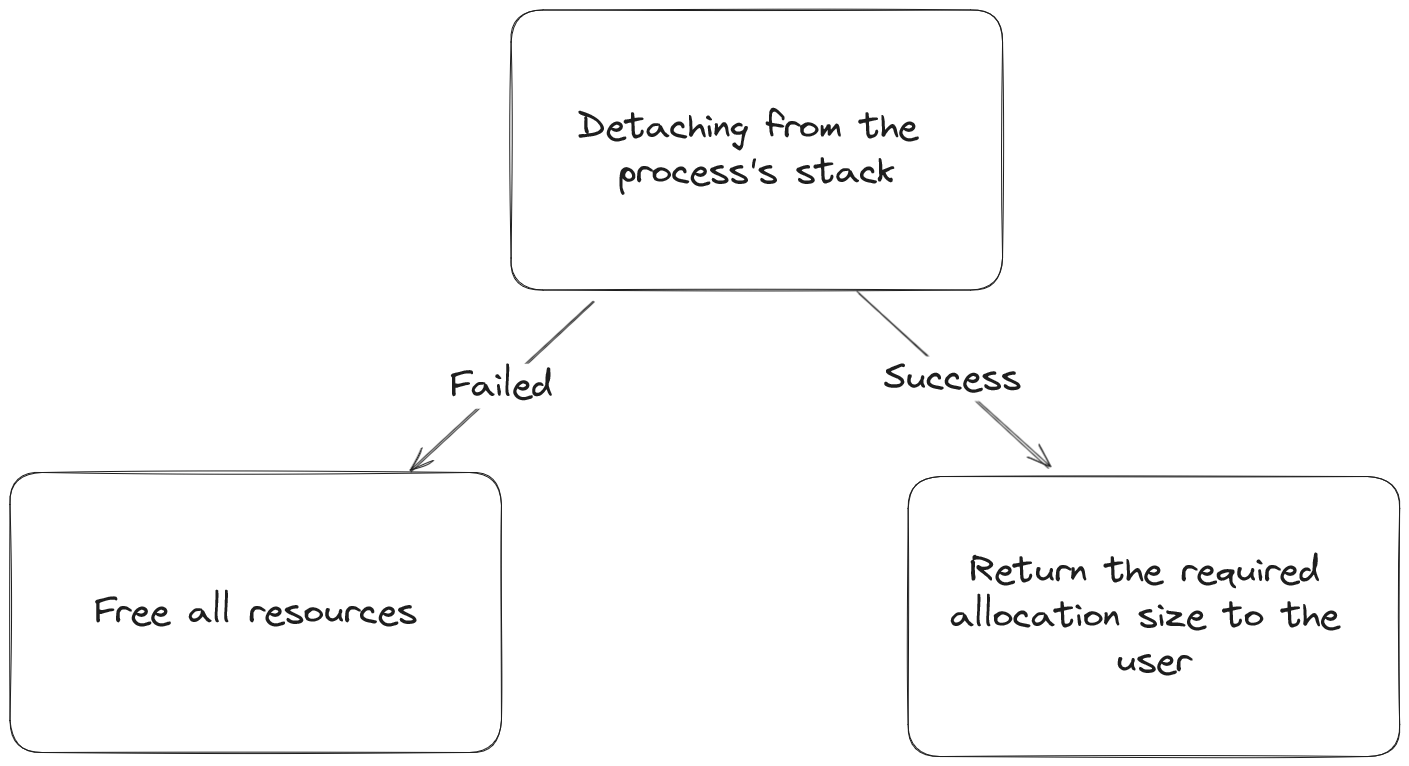 Detaching from the
process's stack
Failed
Success
Free all resources
Return the required
allocation size to the
user